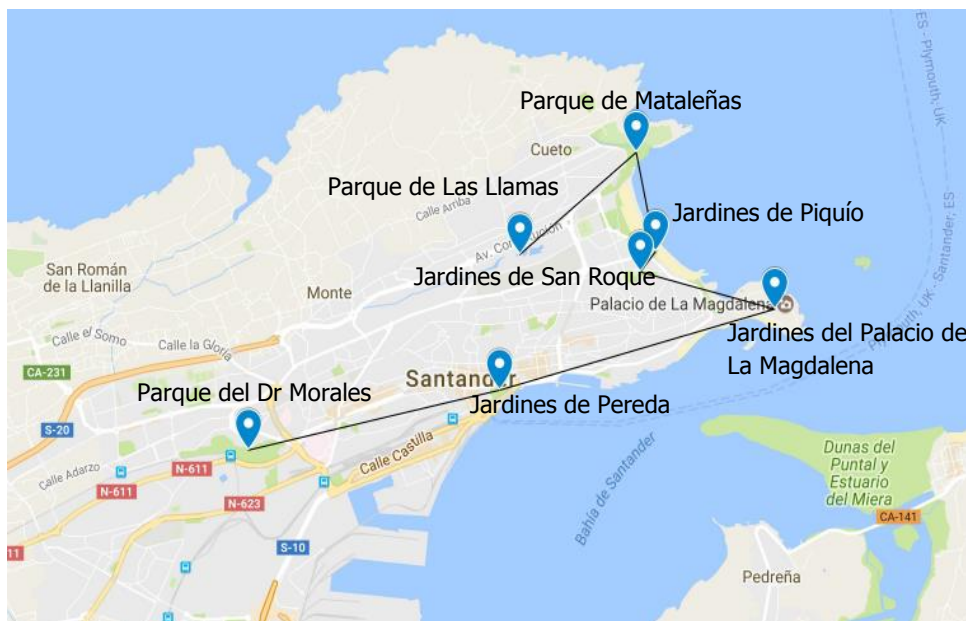 ES - Plymouth, UK
Parque de Mataleñas
Cueto
Parque de Las Llamas
Calle Arriba
Jardines de Piquío
Av. Constitución
Plymouth, UK - Santander, ES
San Román
de la Llanilla
Monte
Jardines de San Roque
Palacio de La Magdalena
Calle el Somo
Calle la Gloria
Jardines del Palacio de
La Magdalena
CA-231
Santander
Parque del Dr Morales
Jardines de Pereda
S-20
Calle Castilla
Calle Adarzo
N-611
N-611
N-623
Bahía de Santander
Dunas del
Puntal y
Estuario
del Miera
CA-141
S-10
11
Pedreña